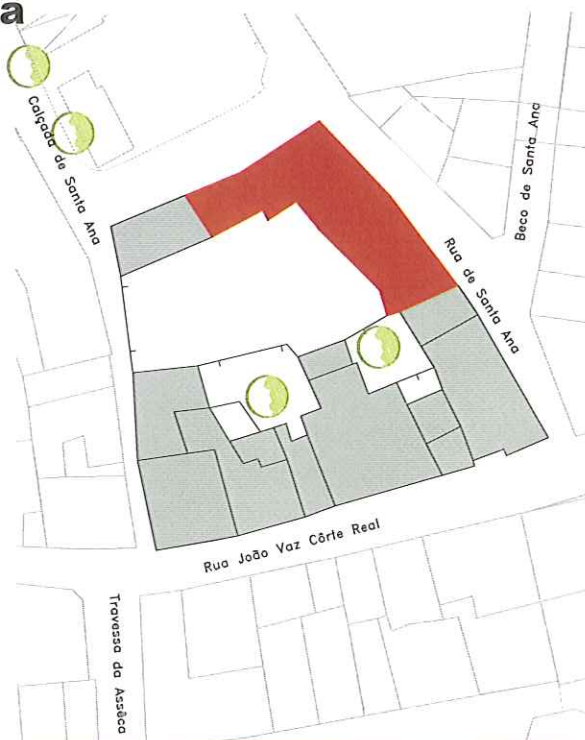 a
Calçada de Santa Ana
Beco de Santa Ana
Rua de Santa Ana
Rua João Vaz Côrte Real
Travessa da Assêca